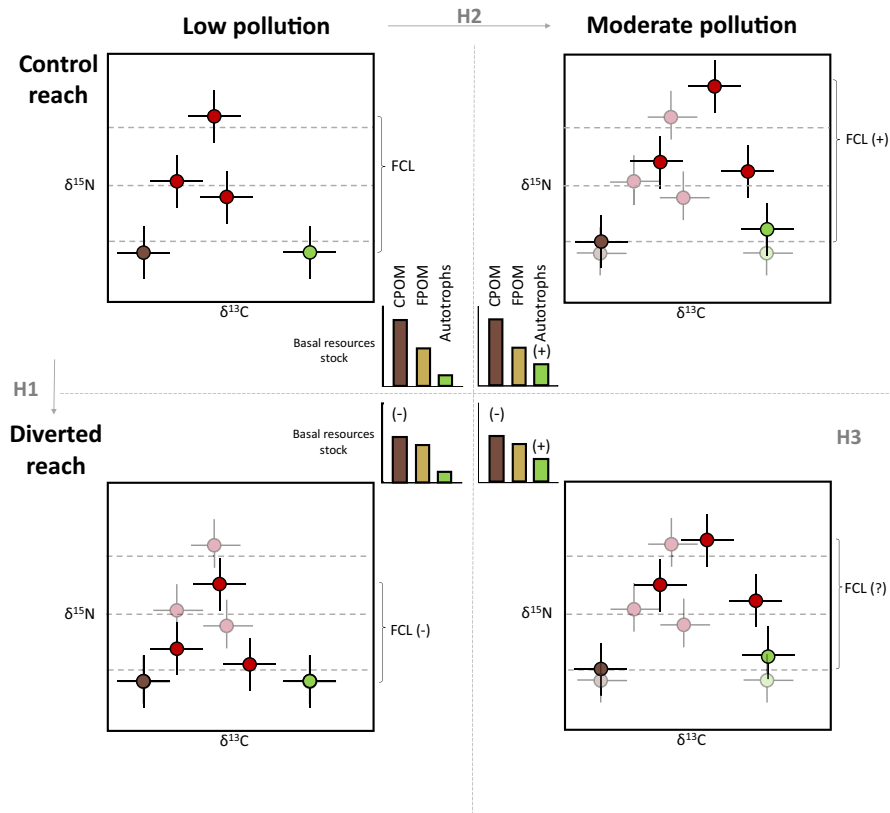 Low pollution
H2
Moderate pollution
Control
reach
δ¹⁵N
FCL
δ¹³C
δ¹⁵N
FCL (+)
δ¹³C
CPOM
FPOM
Autotrophs
Basal resources
stock
CPOM
FPOM
Autotrophs
(+)
H1
Diverted
reach
(-)
Basal resources
stock
(-)
(+)
H3
δ¹⁵N
FCL (-)
δ¹³C
δ¹⁵N
FCL (?)
δ¹³C